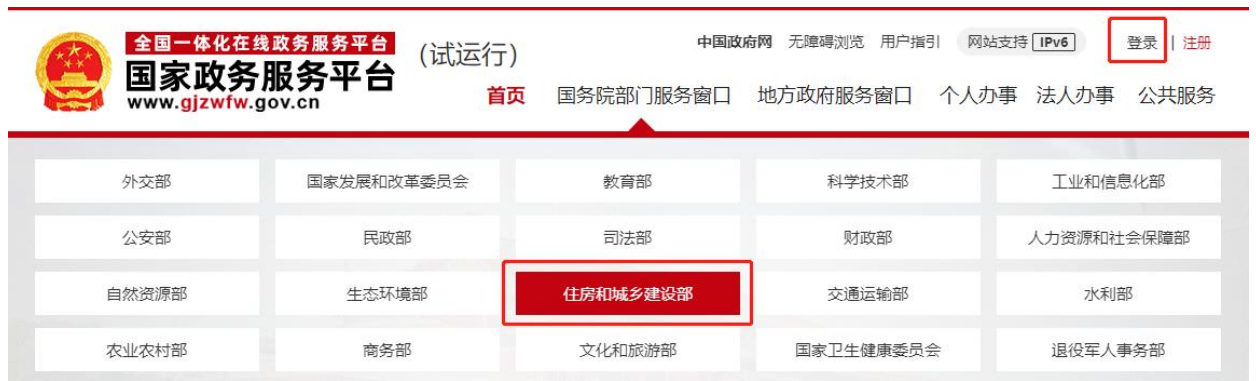 全国一体化在线政务服务平台
国家政务服务平台
www.gjzwfw.gov.cn
(试运行)
中国政府网 无障碍浏览 用户指引 网站支持 IPv6 登录 | 注册
首页 国务院部门服务窗口 地方政府服务窗口 个人办事 法人办事 公共服务
外交部 国家发展和改革委员会 教育部 科学技术部 工业和信息化部
公安部 民政部 司法部 财政部 人力资源和社会保障部
自然资源部 生态环境部 住房和城乡建设部 交通运输部 水利部
农业农村部 商务部 文化和旅游部 国家卫生健康委员会 退役军人事务部